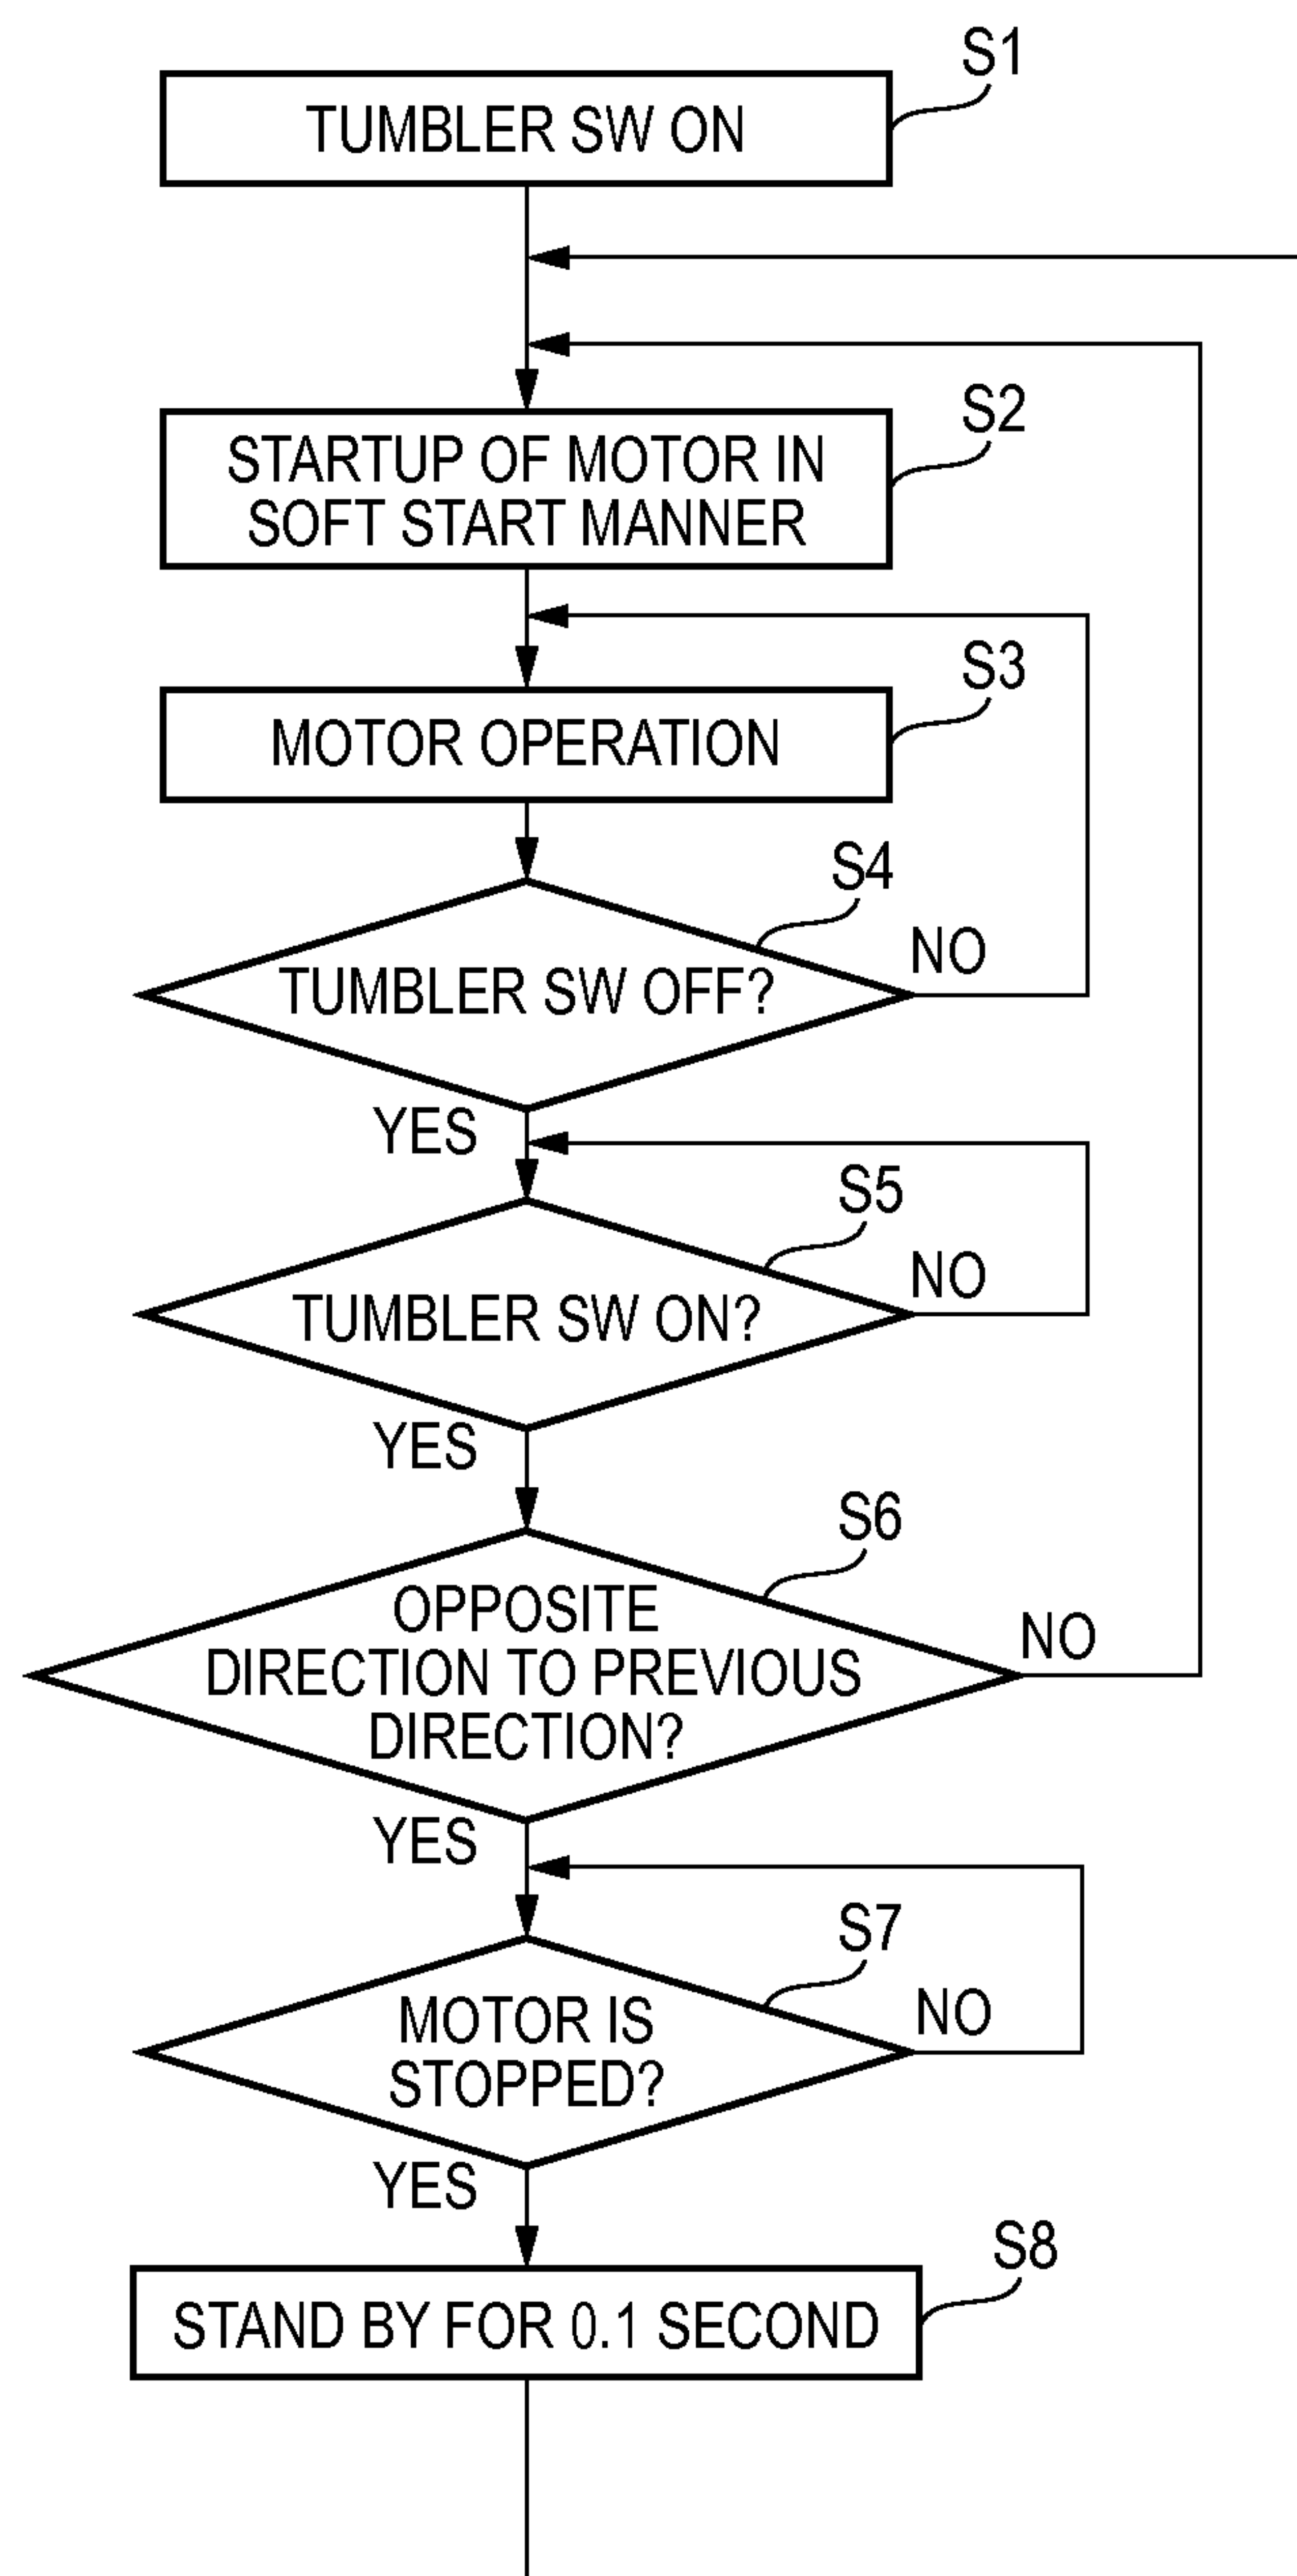 S1
TUMBLER SW ON
S2
STARTUP OF MOTOR IN
SOFT START MANNER
S3
MOTOR OPERATION
S4
NO
TUMBLER SW OFF?
YES
S5
NO
TUMBLER SW ON?
YES
S6
OPPOSITE
DIRECTION TO PREVIOUS
DIRECTION?
NO
YES
S7
NO
MOTOR IS
STOPPED?
YES
S8
STAND BY FOR 0.1 SECOND